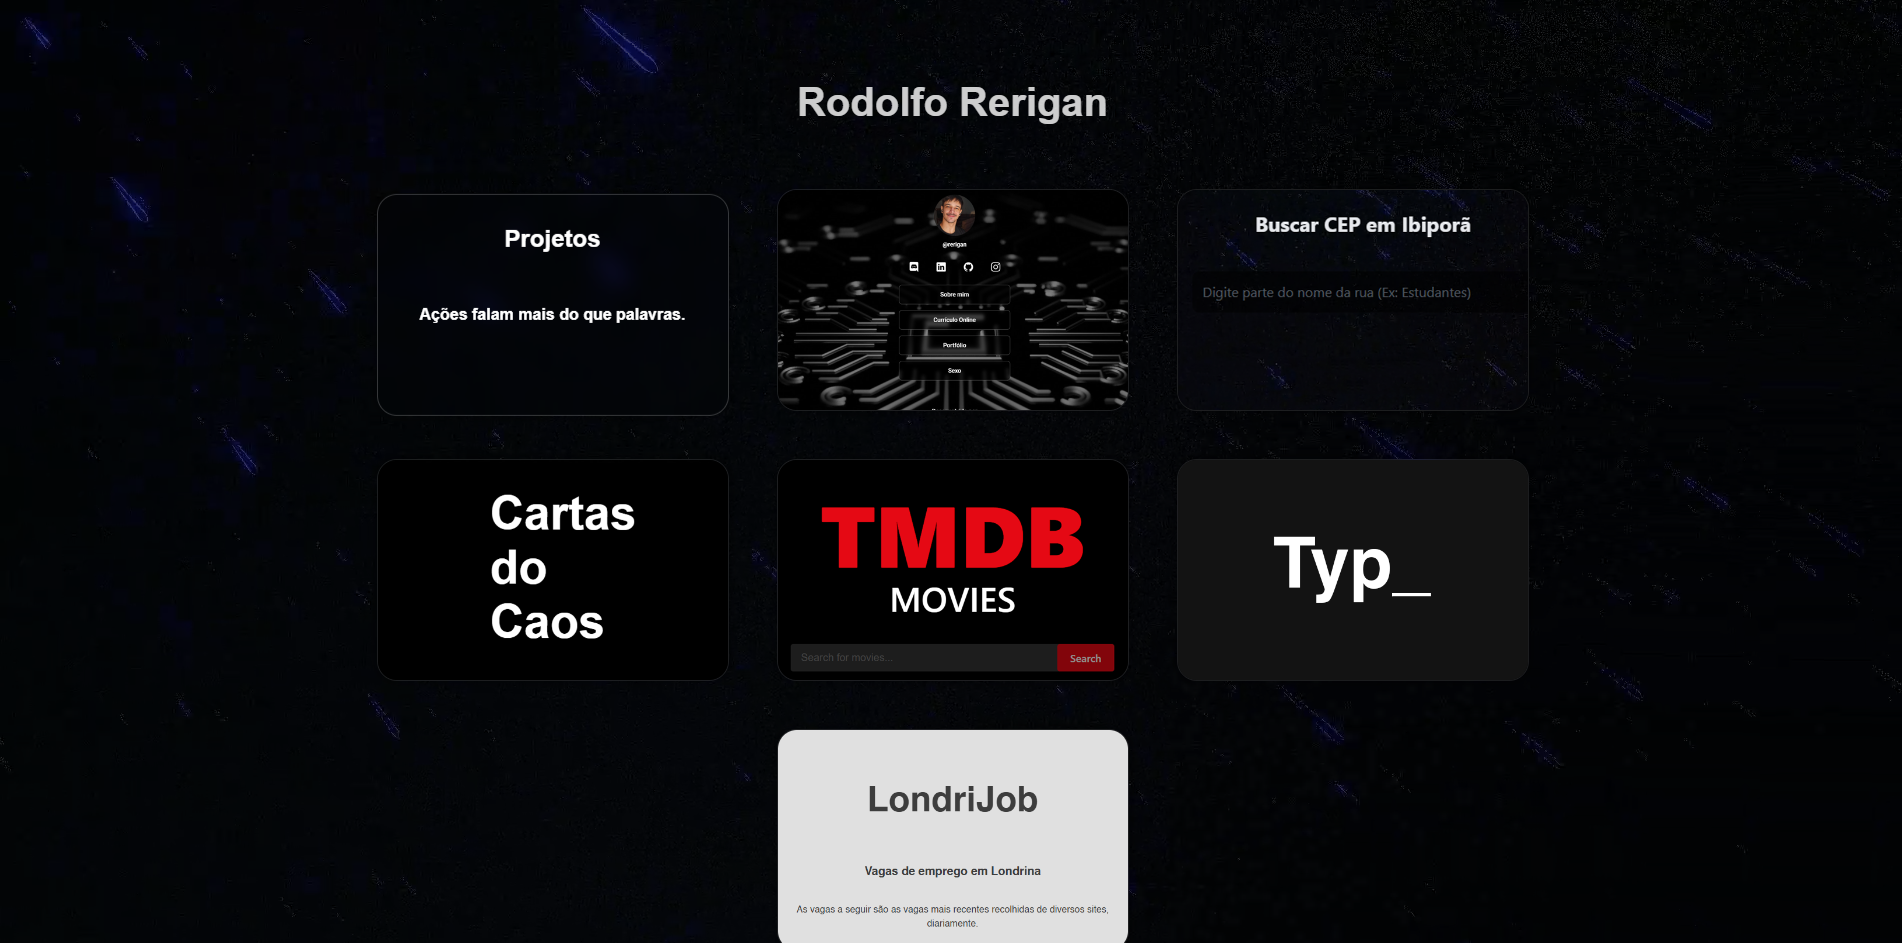 Rodolfo Rerigan
Projetos
Ações falam mais do que palavras.
@rerigan
Sobre mim
Currículo Online
Portfólio
Sexo
Buscar CEP em Ibiporã
Digite parte do nome da rua (Ex: Estudantes)
Cartas
do
Caos
TMDB
MOVIES
Search for movies...
Search
Typ_
LondriJob
Vagas de emprego em Londrina
As vagas a seguir são as vagas mais recentes recolhidas de diversos sites,
diariamente.